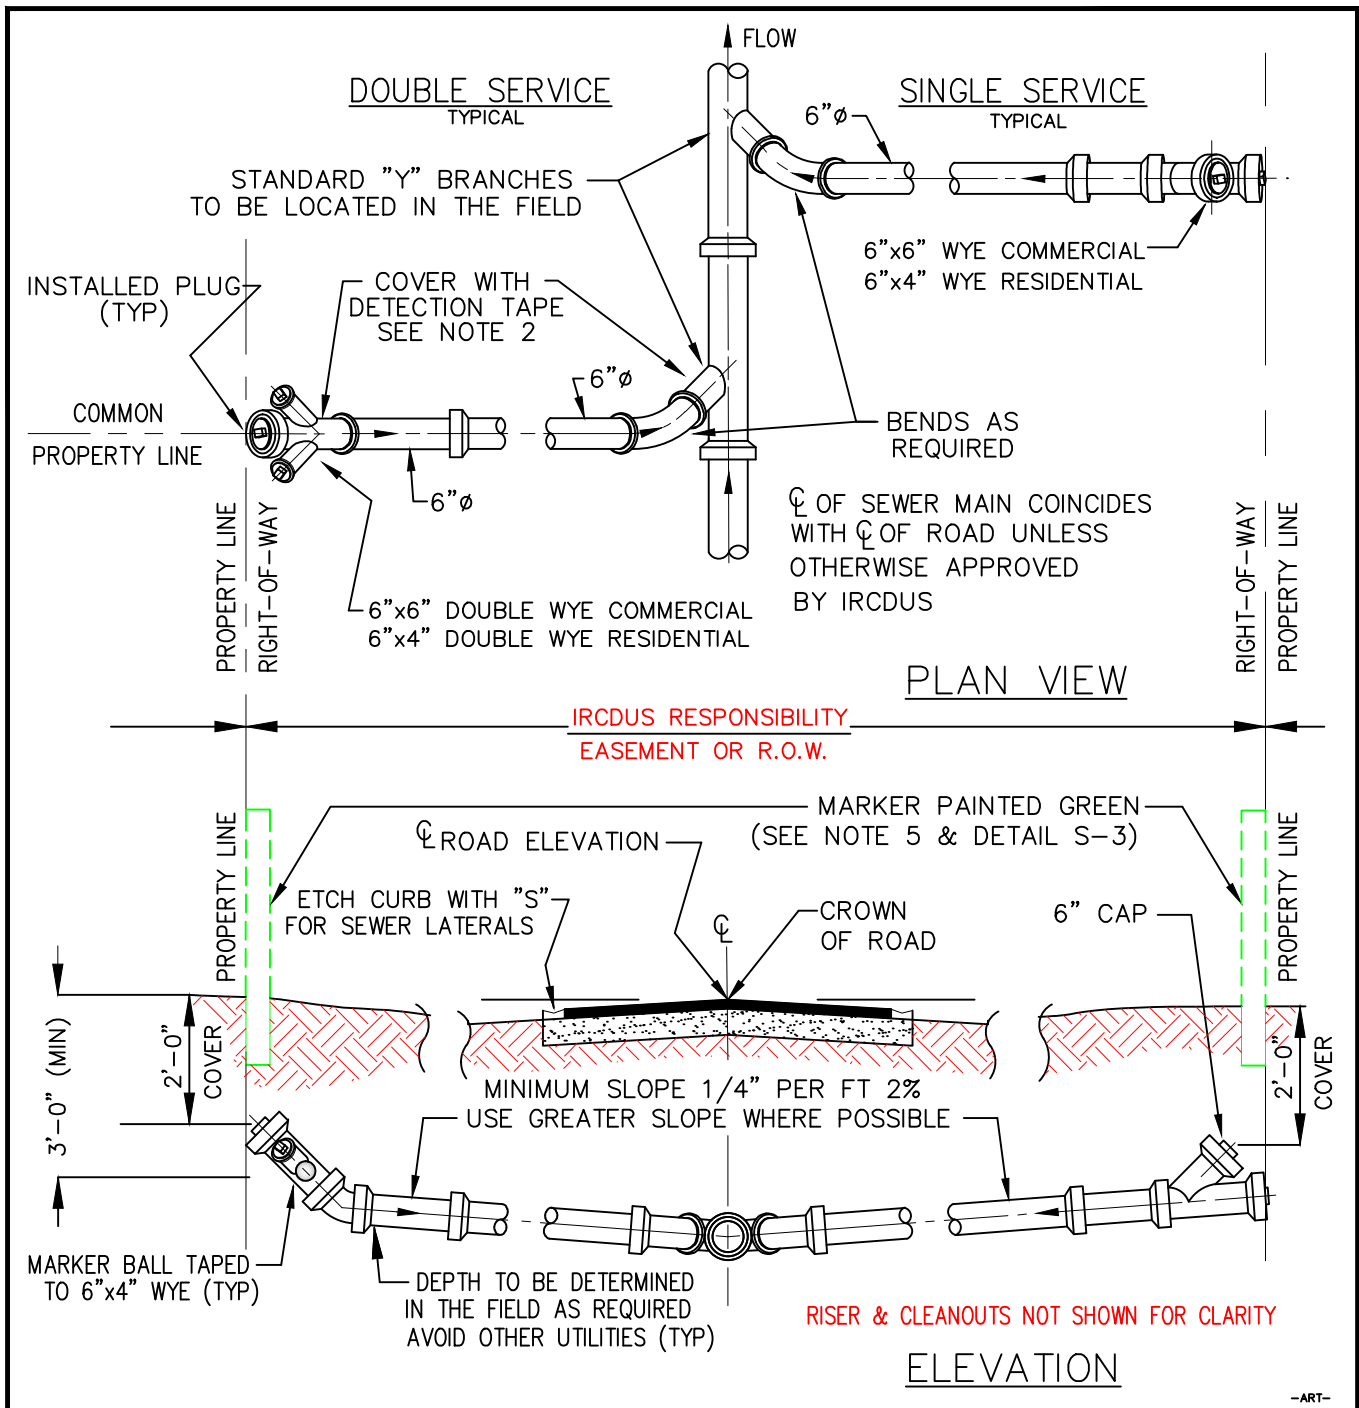 FLOW
DOUBLE SERVICE
TYPICAL
SINGLE SERVICE
TYPICAL
6"ø
STANDARD "Y" BRANCHES
TO BE LOCATED IN THE FIELD
6"x6" WYE COMMERCIAL
6"x4" WYE RESIDENTIAL
INSTALLED PLUG
(TYP)
COVER WITH
DETECTION TAPE
SEE NOTE 2
6"ø
COMMON
PROPERTY LINE
BENDS AS
REQUIRED
6"ø
℄ OF SEWER MAIN COINCIDES
WITH ℄ OF ROAD UNLESS
OTHERWISE APPROVED
BY IRCDUS
PROPERTY LINE
RIGHT-OF-WAY
RIGHT-OF-WAY
PROPERTY LINE
6"x6" DOUBLE WYE COMMERCIAL
6"x4" DOUBLE WYE RESIDENTIAL
PLAN VIEW
IRCDUS RESPONSIBILITY
EASEMENT OR R.O.W.
MARKER PAINTED GREEN
(SEE NOTE 5 & DETAIL S-3)
PROPERTY LINE
PROPERTY LINE
℄ ROAD ELEVATION
ETCH CURB WITH "S"
FOR SEWER LATERALS
℄
CROWN
OF ROAD
6" CAP
3'-0" (MIN)
2'-0"
COVER
2'-0"
COVER
MINIMUM SLOPE 1/4" PER FT 2%
USE GREATER SLOPE WHERE POSSIBLE
MARKER BALL TAPED
TO 6"x4" WYE (TYP)
DEPTH TO BE DETERMINED
IN THE FIELD AS REQUIRED
AVOID OTHER UTILITIES (TYP)
RISER & CLEANOUTS NOT SHOWN FOR CLARITY
ELEVATION
-ART-